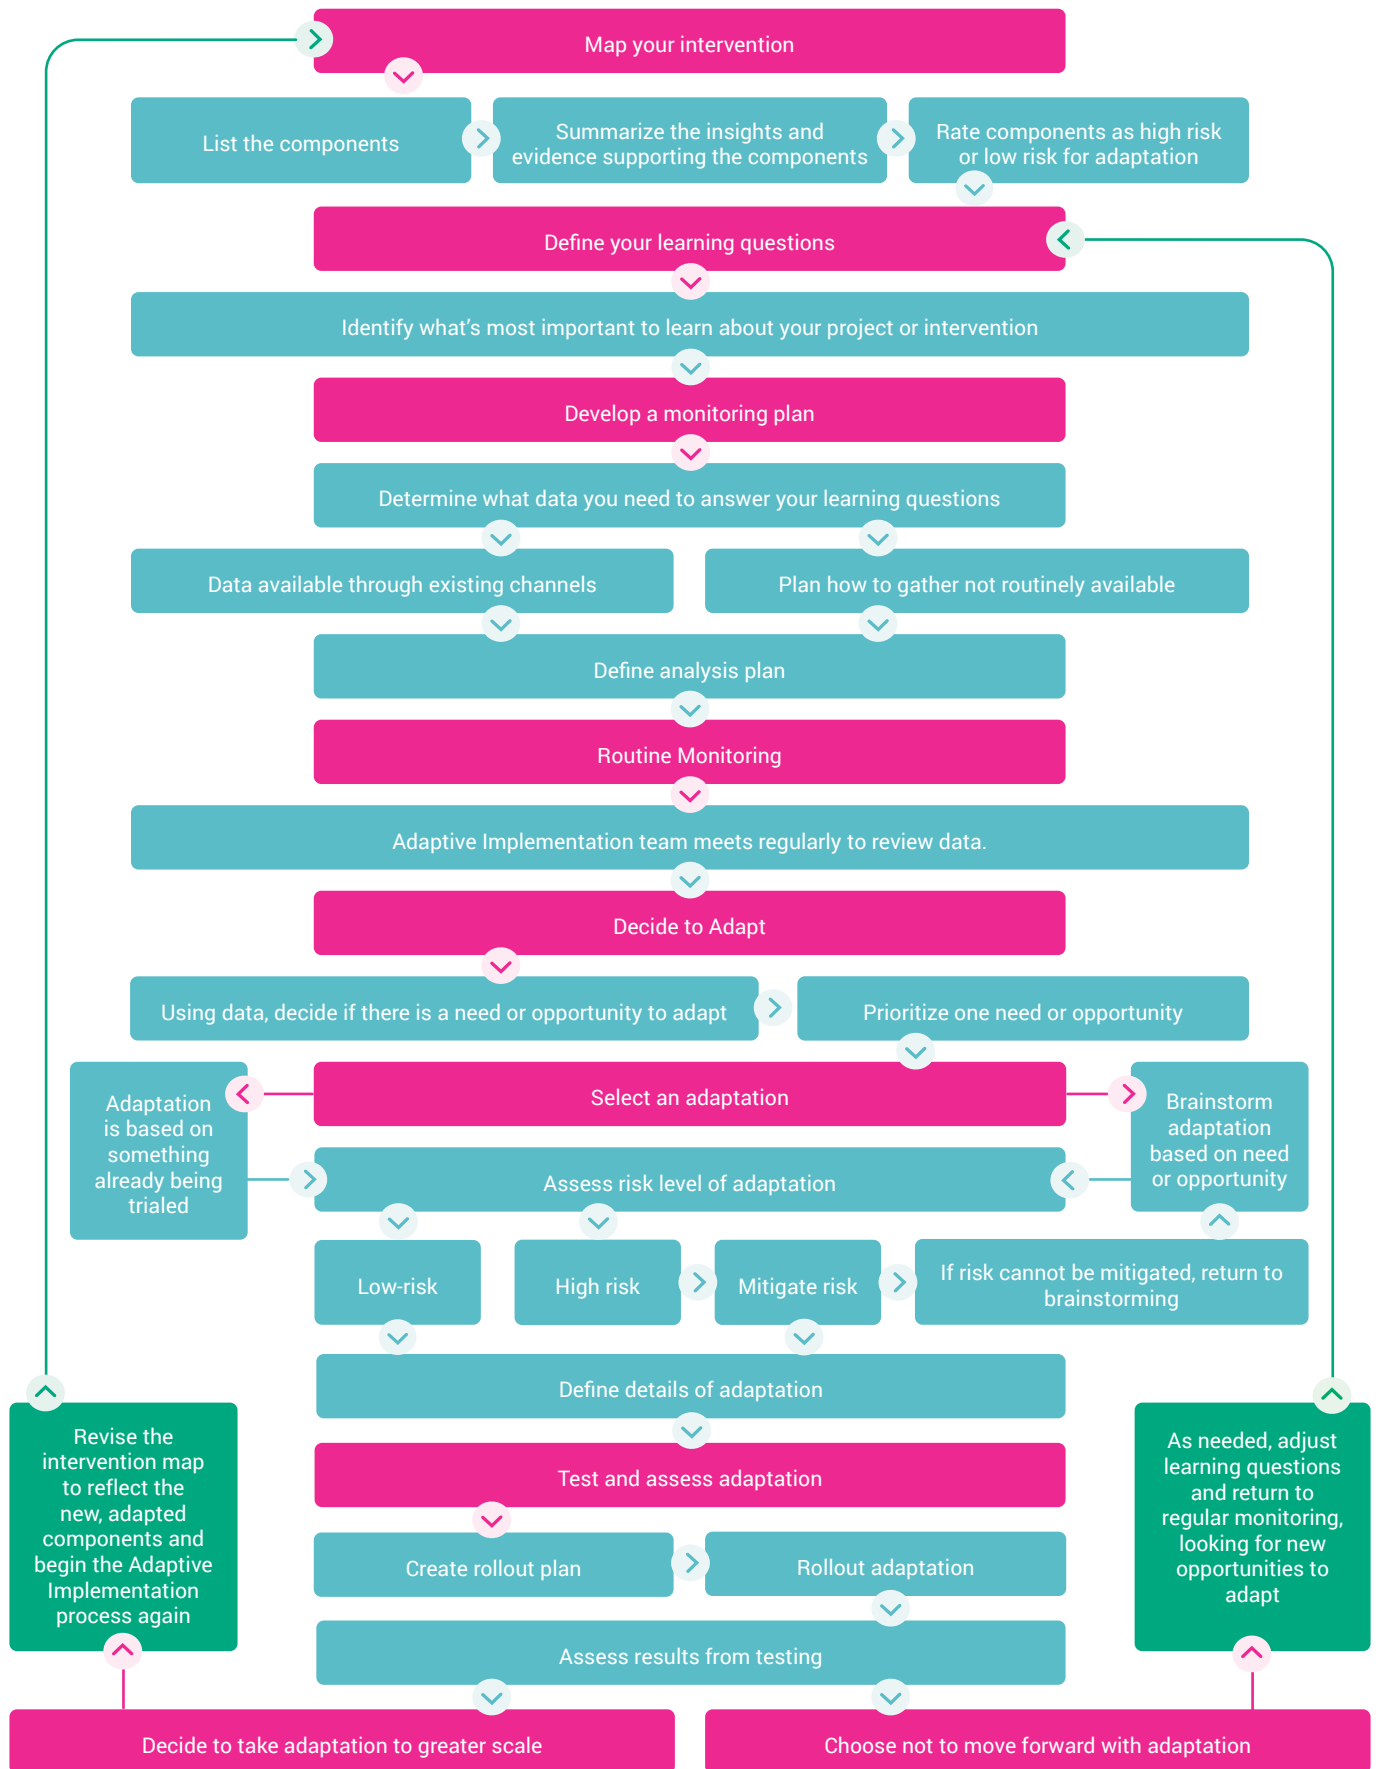 Map your intervention
List the components
Summarize the insights and
evidence supporting the components
Rate components as high risk
or low risk for adaptation
Define your learning questions
Identify what’s most important to learn about your project or intervention
Develop a monitoring plan
Determine what data you need to answer your learning questions
Data available through existing channels
Plan how to gather not routinely available
Define analysis plan
Routine Monitoring
Adaptive Implementation team meets regularly to review data.
Decide to Adapt
Using data, decide if there is a need or opportunity to adapt
Prioritize one need or opportunity
Select an adaptation
Adaptation
is based on
something
already being
trialed
Brainstorm
adaptation
based on need
or opportunity
Assess risk level of adaptation
Low-risk
High risk
Mitigate risk
If risk cannot be mitigated, return to
brainstorming
Define details of adaptation
Test and assess adaptation
Create rollout plan
Rollout adaptation
Assess results from testing
Revise the
intervention map
to reflect the
new, adapted
components and
begin the Adaptive
Implementation
process again
As needed, adjust
learning questions
and return to
regular monitoring,
looking for new
opportunities to
adapt
Decide to take adaptation to greater scale
Choose not to move forward with adaptation